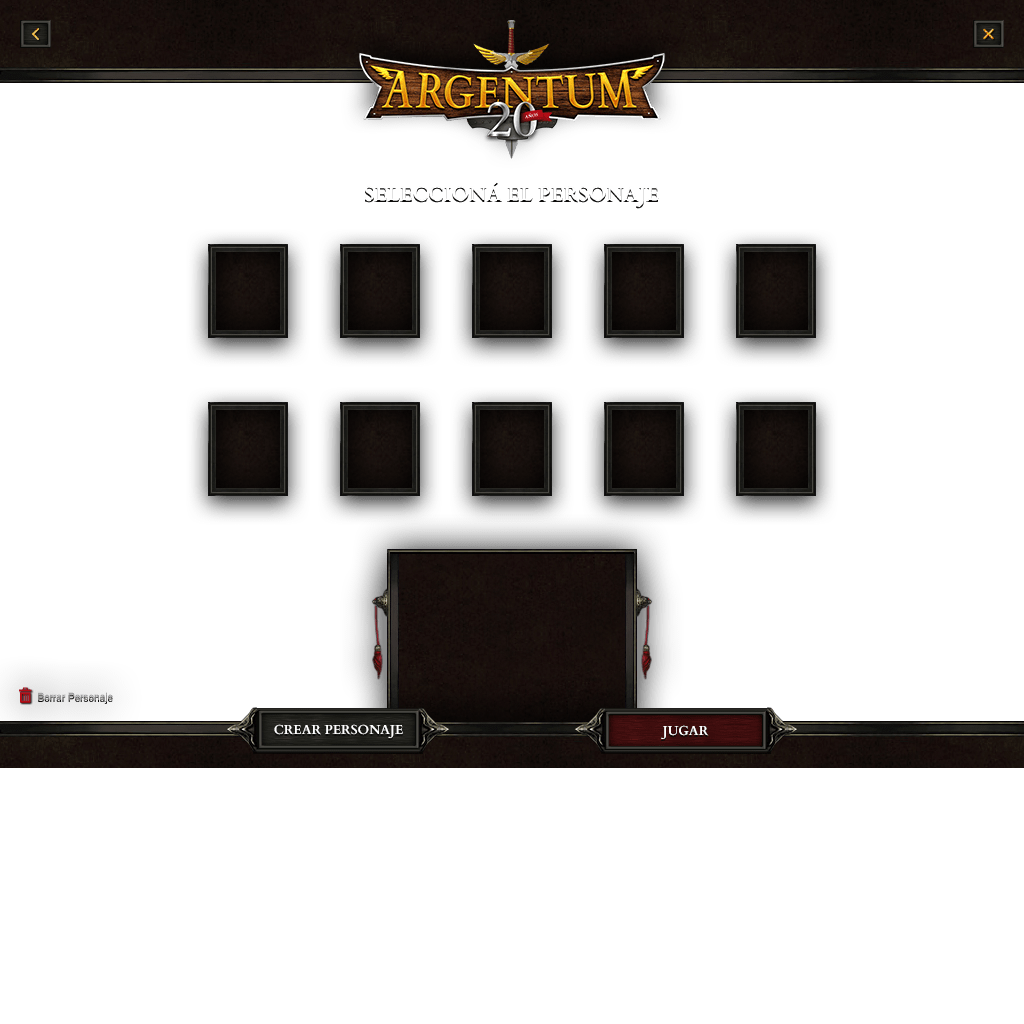 ARGENTUM
20 AÑOS
SELECCIONÁ EL PERSONAJE
Borrar Personaje
CREAR PERSONAJE
JUGAR